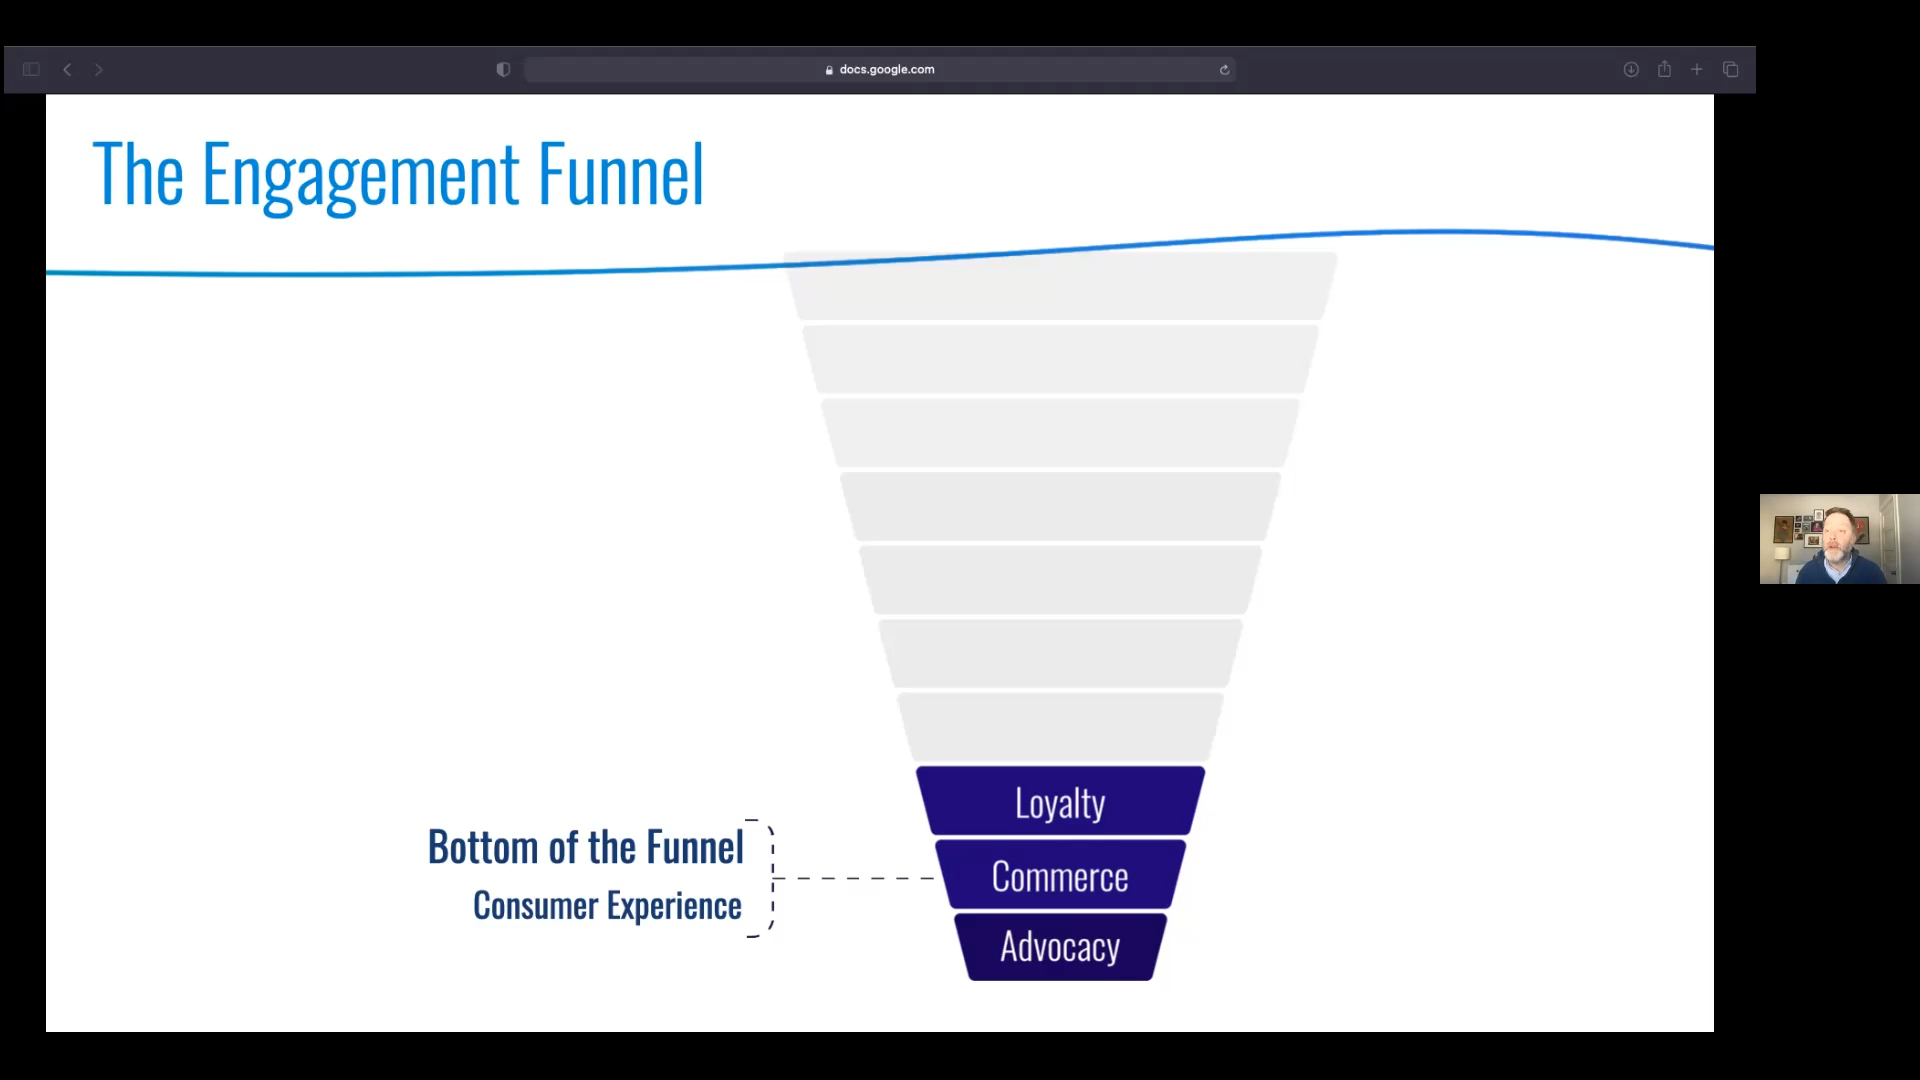 docs.google.com
The Engagement Funnel
Loyalty
Bottom of the Funnel
Consumer Experience
Commerce
Advocacy